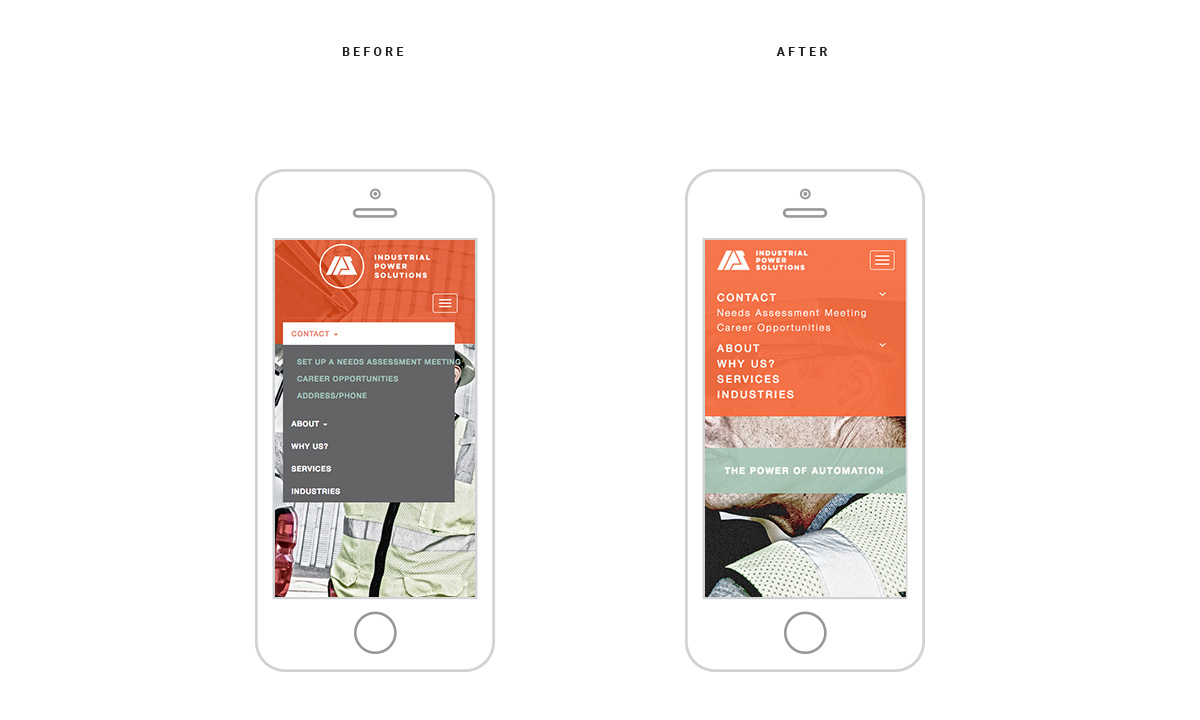 BEFORE
INDUSTRIAL
POWER
SOLUTIONS
CONTACT
SET UP A NEEDS ASSESSMENT MEETING
CAREER OPPORTUNITIES
ADDRESS/PHONE
ABOUT
WHY US?
SERVICES
INDUSTRIES
AFTER
INDUSTRIAL
POWER
SOLUTIONS
CONTACT
Needs Assessment Meeting
Career Opportunities
ABOUT
WHY US?
SERVICES
INDUSTRIES
THE POWER OF AUTOMATION